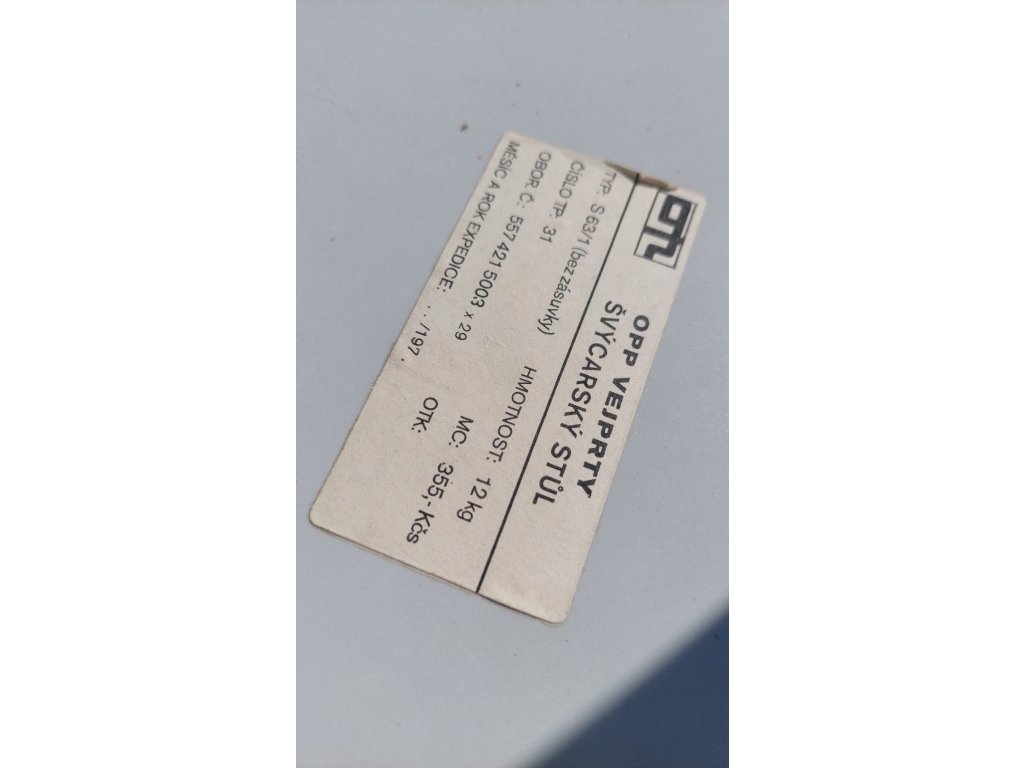 OPP VEJPRTY
ŠVÝCARSKÝ STŮL
TYP: S 63/1 (bez zásuvky) HMOTNOST: 12 kg
ČÍSLO TP: 31 MC: 355,- Kčs
OBOR. Č.: 557 421 5003 × 29 OTK:
MĚSÍC A ROK EXPEDICE: . . /197 .